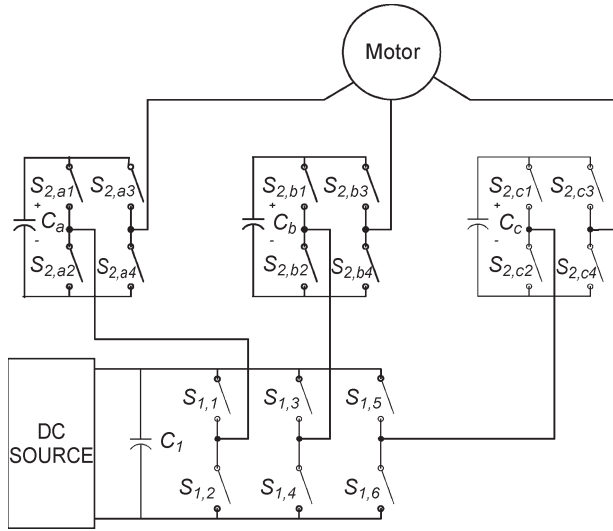 Motor
S2,a1 S2,a3
S2,b1 S2,b3
S2,c1 S2,c3
+ Ca
+ Cb
+ Cc
-
-
-
S2,a2 S2,a4
S2,b2 S2,b4
S2,c2 S2,c4
S1,1 S1,3 S1,5
DC
SOURCE
C1
S1,2 S1,4 S1,6